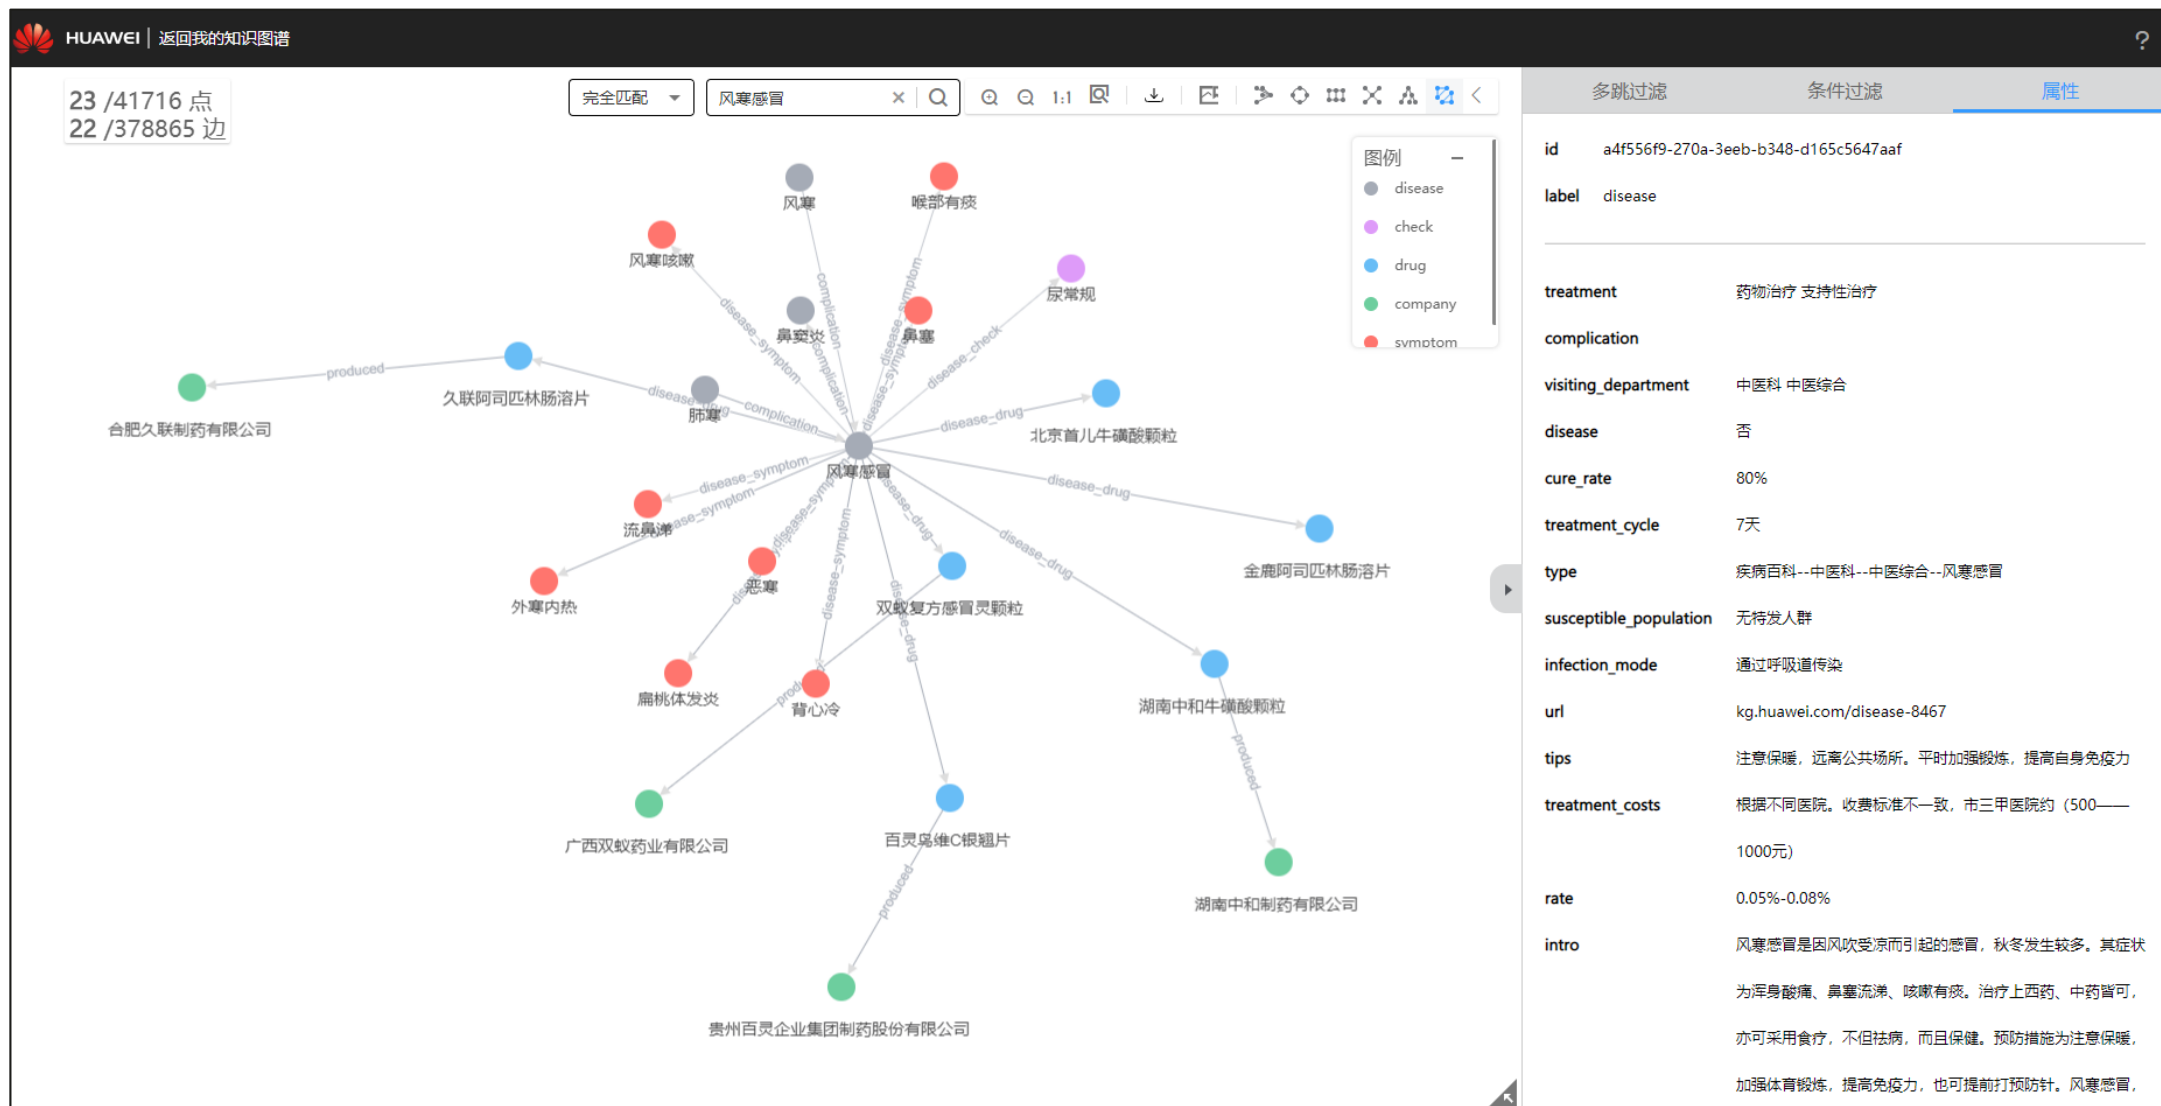 HUAWEI | 返回我的知识图谱
?
23 /41716 点
22 /378865 边
完全匹配
风寒感冒
1:1
多跳过滤
条件过滤
属性
图例
disease
check
drug
company
symptom
风寒
喉部有痰
风寒咳嗽
尿常规
鼻窦炎
鼻塞
久联阿司匹林肠溶片
合肥久联制药有限公司
肺寒
北京首儿牛磺酸颗粒
风寒感冒
流鼻涕
金鹿阿司匹林肠溶片
外寒内热
恶寒
双蚁复方感冒灵颗粒
扁桃体发炎
背心冷
湖南中和牛磺酸颗粒
广西双蚁药业有限公司
百灵鸟维C银翘片
湖南中和制药有限公司
贵州百灵企业集团制药股份有限公司
produced
disease_drug
complication
complication
complication
disease_symptom
disease_symptom
disease_symptom
disease_check
disease_drug
disease_drug
disease_drug
disease_drug
disease_drug
disease_symptom
disease_symptom
disease_symptom
disease_symptom
produced
produced
produced
id a4f556f9-270a-3eeb-b348-d165c5647aaf
label disease
treatment 药物治疗 支持性治疗
complication
visiting_department 中医科 中医综合
disease 否
cure_rate 80%
treatment_cycle 7天
type 疾病百科--中医科--中医综合--风寒感冒
susceptible_population 无特发人群
infection_mode 通过呼吸道传染
url kg.huawei.com/disease-8467
tips 注意保暖，远离公共场所。平时加强锻炼，提高自身免疫力
treatment_costs 根据不同医院。收费标准不一致，市三甲医院约（500——
1000元）
rate 0.05%-0.08%
intro 风寒感冒是因风吹受凉而引起的感冒，秋冬发生较多。其症状
为浑身酸痛、鼻塞流涕、咳嗽有痰。治疗上西药、中药皆可，
亦可采用食疗，不但祛病，而且保健。预防措施为注意保暖，
加强体育锻炼，提高免疫力，也可提前打预防针。风寒感冒，